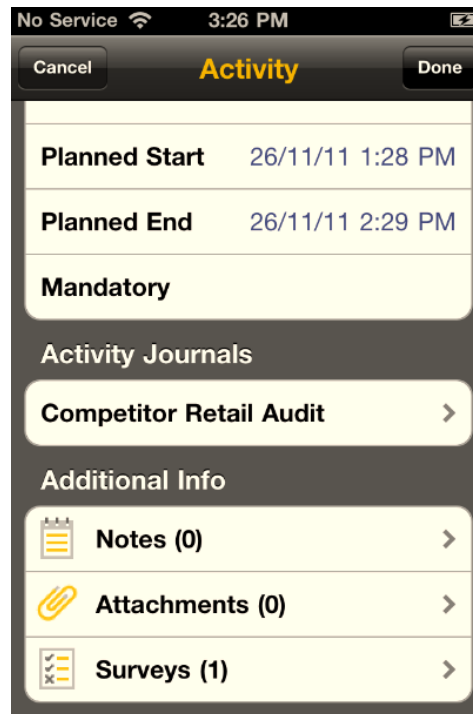 No Service 3:26 PM
Cancel Activity Done
Planned Start 26/11/11 1:28 PM
Planned End 26/11/11 2:29 PM
Mandatory
Activity Journals
Competitor Retail Audit
Additional Info
Notes (0)
Attachments (0)
Surveys (1)